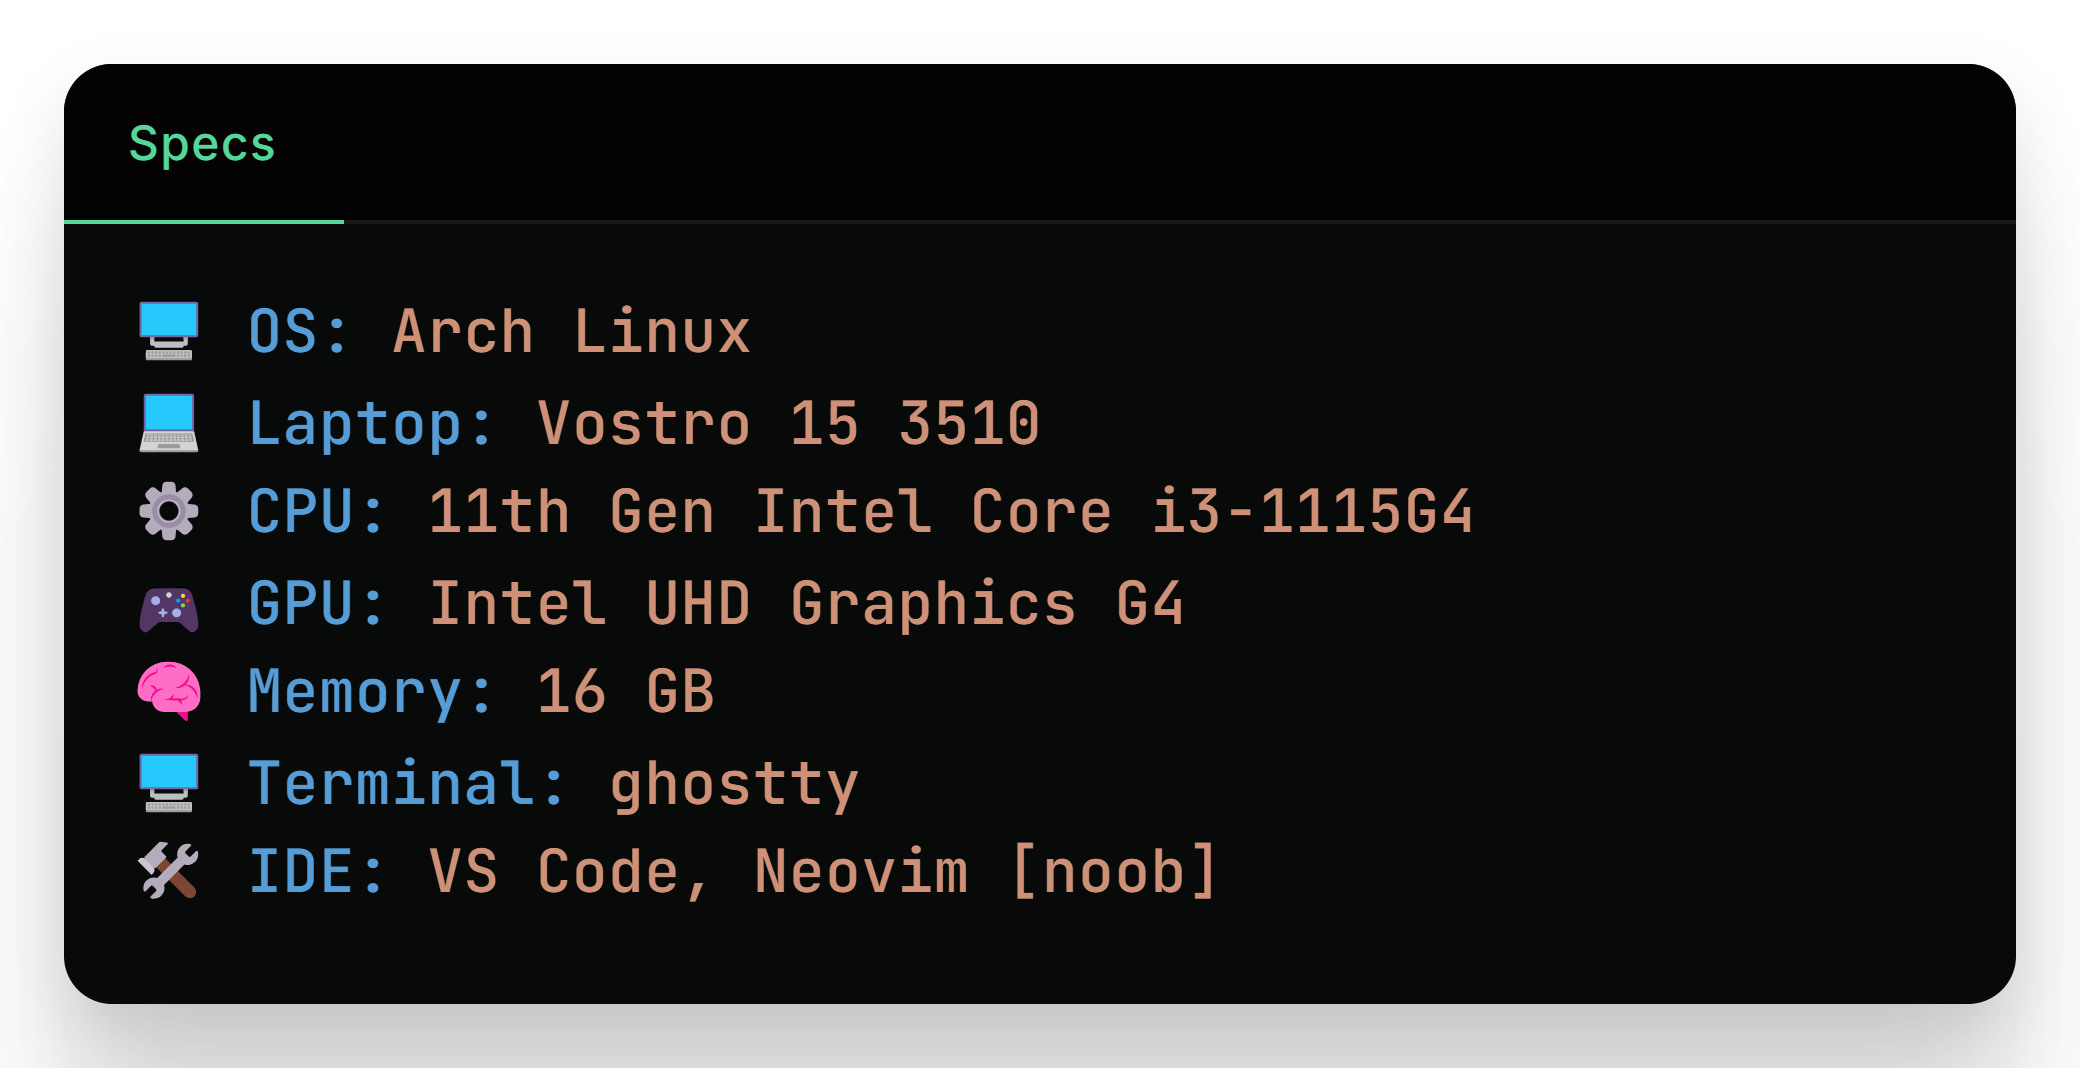 Specs
🖥️ OS: Arch Linux
💻 Laptop: Vostro 15 3510
⚙️ CPU: 11th Gen Intel Core i3-1115G4
🎮 GPU: Intel UHD Graphics G4
🧠 Memory: 16 GB
🖥️ Terminal: ghostty
🛠️ IDE: VS Code, Neovim [noob]